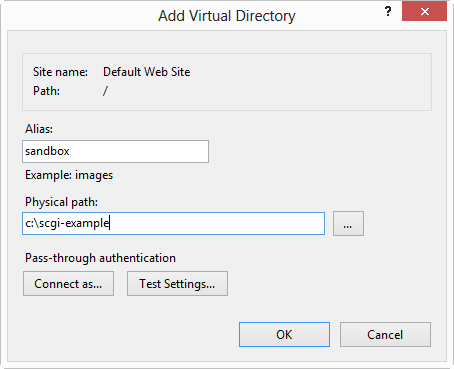 Add Virtual Directory
?
Site name: Default Web Site
Path: /
Alias:
sandbox
Example: images
Physical path:
c:\scgi-example
...
Pass-through authentication
Connect as... Test Settings...
OK Cancel